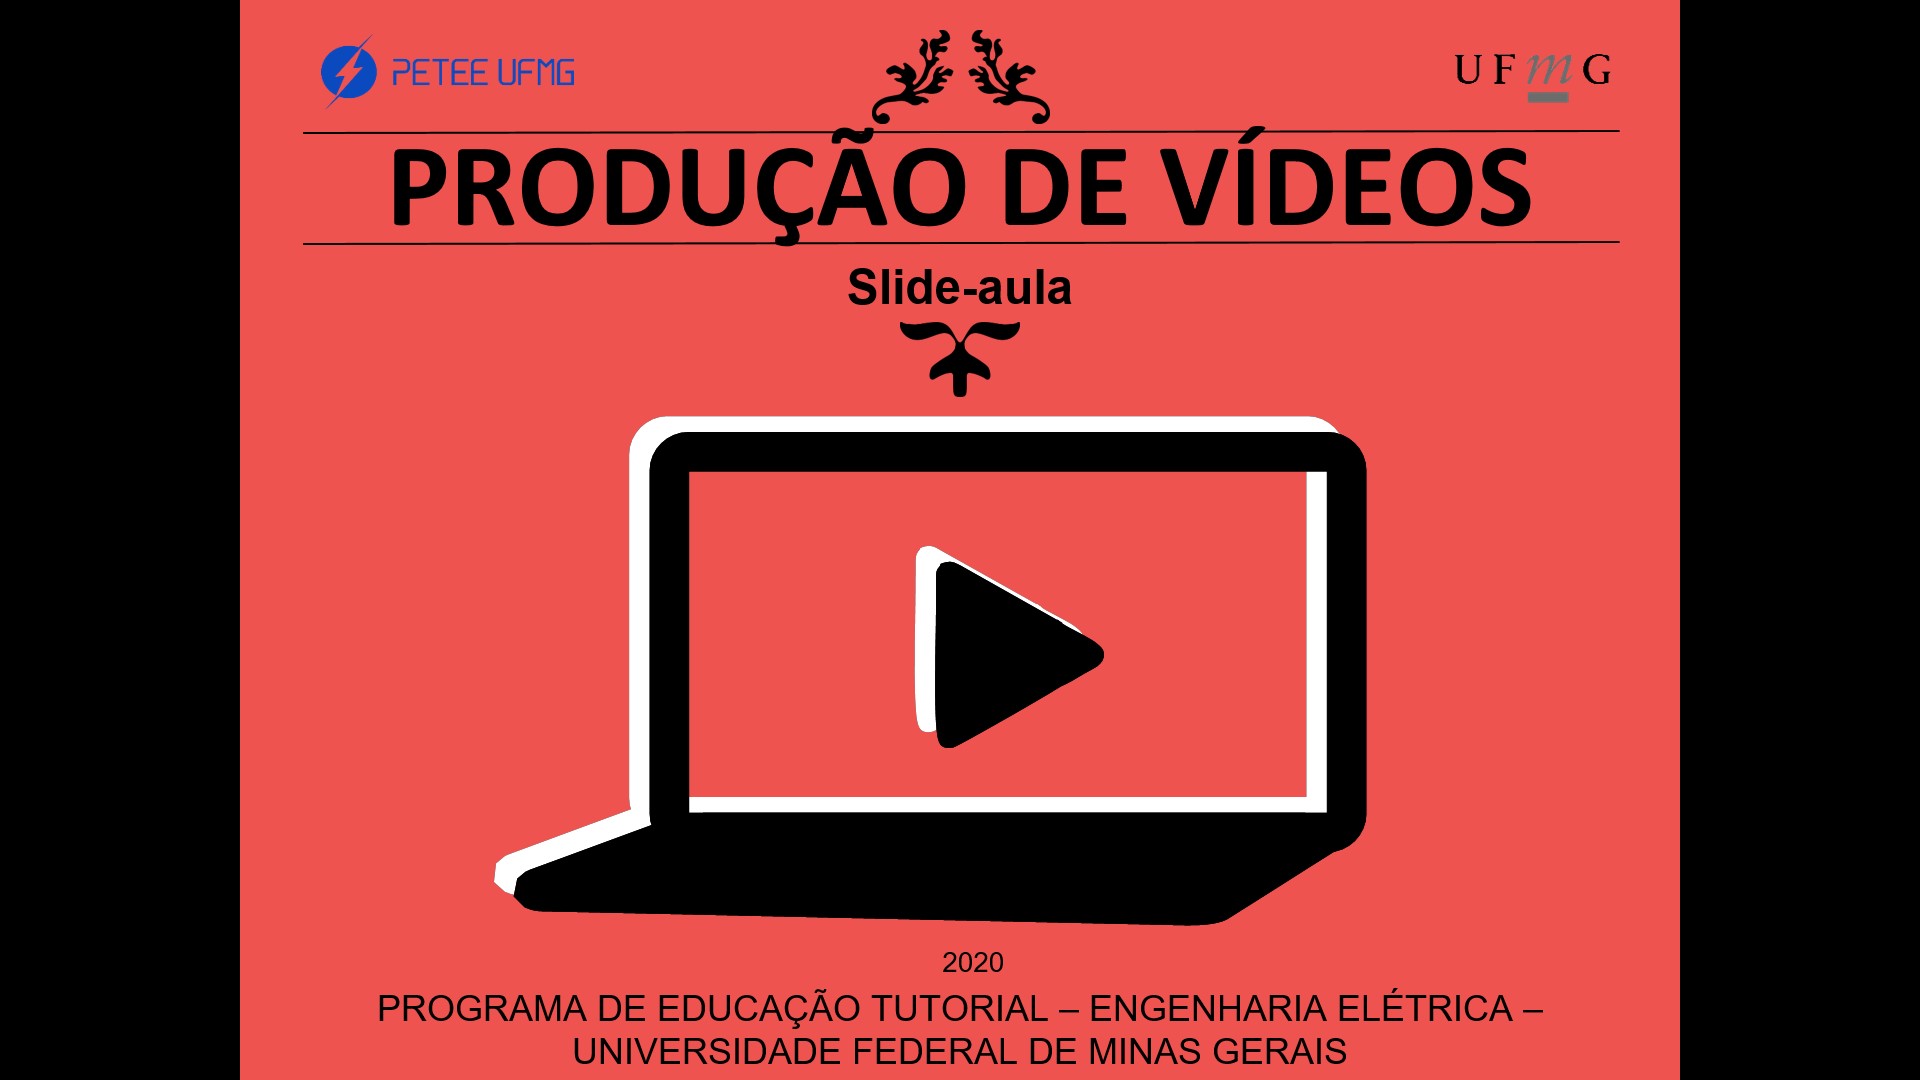 PETEE UFMG
UFmG
PRODUÇÃO DE VÍDEOS
Slide-aula
2020
PROGRAMA DE EDUCAÇÃO TUTORIAL – ENGENHARIA ELÉTRICA –
UNIVERSIDADE FEDERAL DE MINAS GERAIS